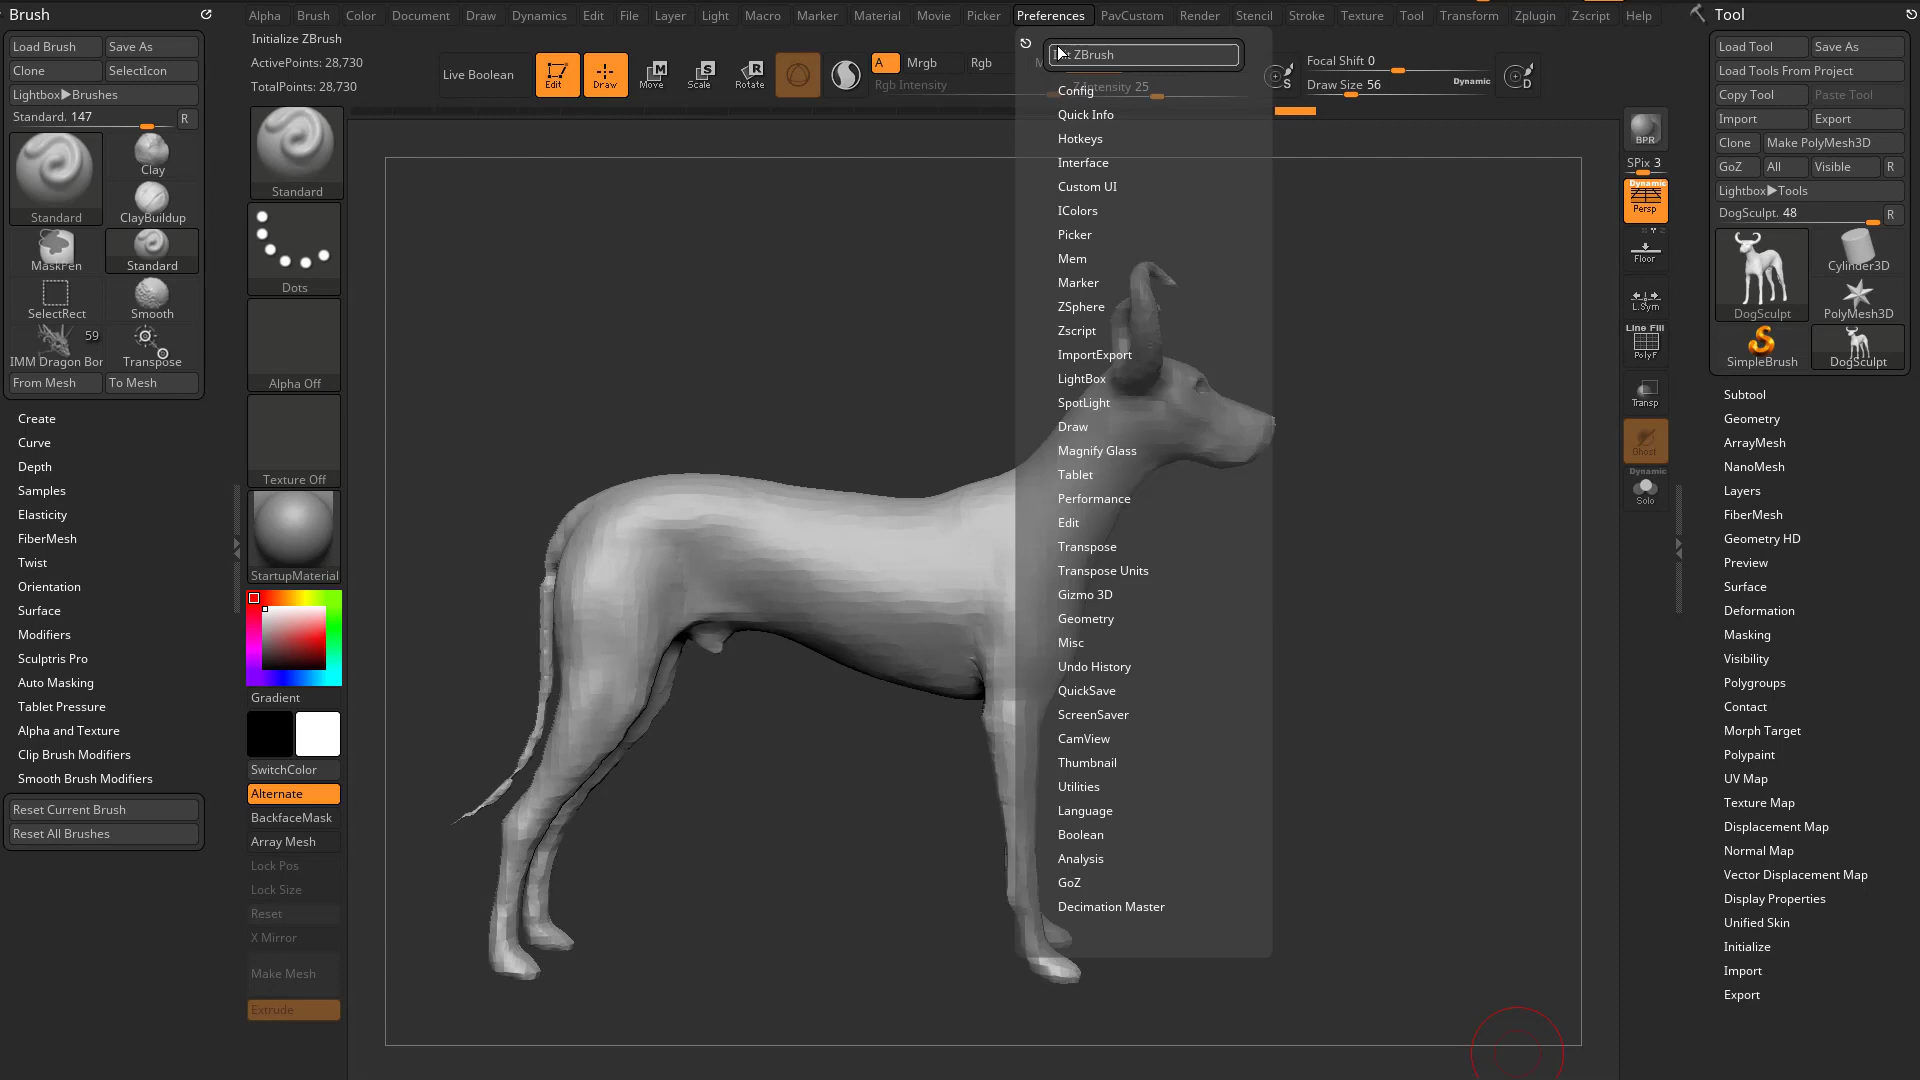 Brush
Alpha Brush Color Document Draw Dynamics Edit File Layer Light Macro Marker Material Movie Picker Preferences PavCustom Render Stencil Stroke Texture Tool Transform Zplugin Zscript Help
Tool
Initialize ZBrush
ActivePoints: 28,730
TotalPoints: 28,730
Live Boolean
Edit
Draw
Move
Scale
Rotate
A
Mrgb
Rgb
Rgb Intensity
Z Intensity 25
Focal Shift 0
Draw Size 56
Dynamic
S
D
Load Brush Save As
Clone SelectIcon
Lightbox▶Brushes
Standard. 147 R
Standard
Clay
ClayBuildup
MaskPen
Standard
SelectRect
Smooth
59
IMM Dragon Bor
Transpose
From Mesh To Mesh
Create
Curve
Depth
Samples
Elasticity
FiberMesh
Twist
Orientation
Surface
Modifiers
Sculptris Pro
Auto Masking
Tablet Pressure
Alpha and Texture
Clip Brush Modifiers
Smooth Brush Modifiers
Reset Current Brush
Reset All Brushes
Standard
Dots
Alpha Off
Texture Off
StartupMaterial
Gradient
SwitchColor
Alternate
BackfaceMask
Array Mesh
Lock Pos
Lock Size
Reset
X Mirror
Make Mesh
Extrude
ZBrush
Config
Quick Info
Hotkeys
Interface
Custom UI
IColors
Picker
Mem
Marker
ZSphere
Zscript
ImportExport
LightBox
SpotLight
Draw
Magnify Glass
Tablet
Performance
Edit
Transpose
Transpose Units
Gizmo 3D
Geometry
Misc
Undo History
QuickSave
ScreenSaver
CamView
Thumbnail
Utilities
Language
Boolean
Analysis
GoZ
Decimation Master
BPR
SPix 3
Dynamic
Persp
Floor
L.Sym
Line Fill
PolyF
Transp
Ghost
Dynamic
Solo
Load Tool Save As
Load Tools From Project
Copy Tool Paste Tool
Import Export
Clone Make PolyMesh3D
GoZ All Visible R
Lightbox▶Tools
DogSculpt. 48 R
DogSculpt
Cylinder3D
PolyMesh3D
SimpleBrush
DogSculpt
Subtool
Geometry
ArrayMesh
NanoMesh
Layers
FiberMesh
Geometry HD
Preview
Surface
Deformation
Masking
Visibility
Polygroups
Contact
Morph Target
Polypaint
UV Map
Texture Map
Displacement Map
Normal Map
Vector Displacement Map
Display Properties
Unified Skin
Initialize
Import
Export